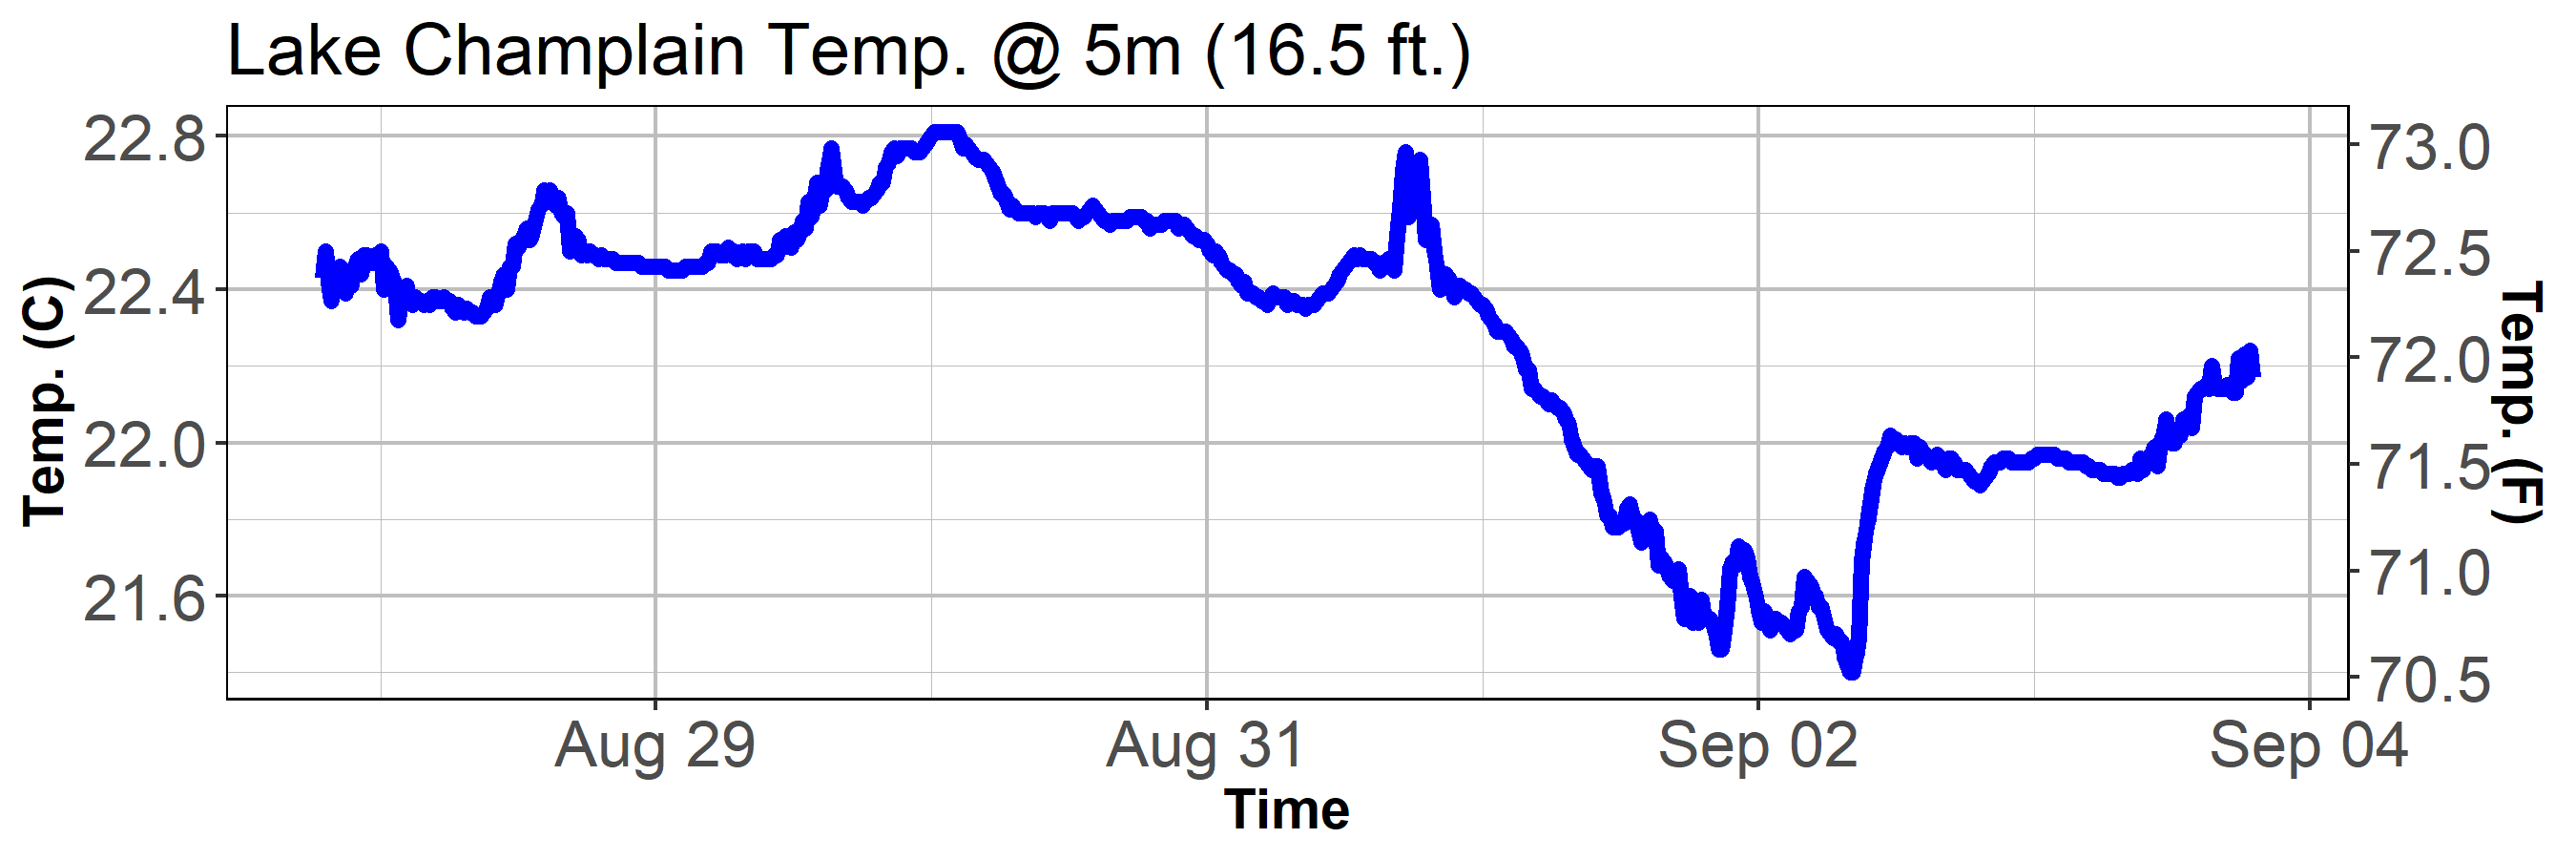 Lake Champlain Temp. @ 5m (16.5 ft.)
Temp. (C)
22.8
22.4
22.0
21.6
73.0
72.5
72.0
71.5
71.0
70.5
Temp. (F)
Aug 29 Aug 31 Sep 02 Sep 04
Time